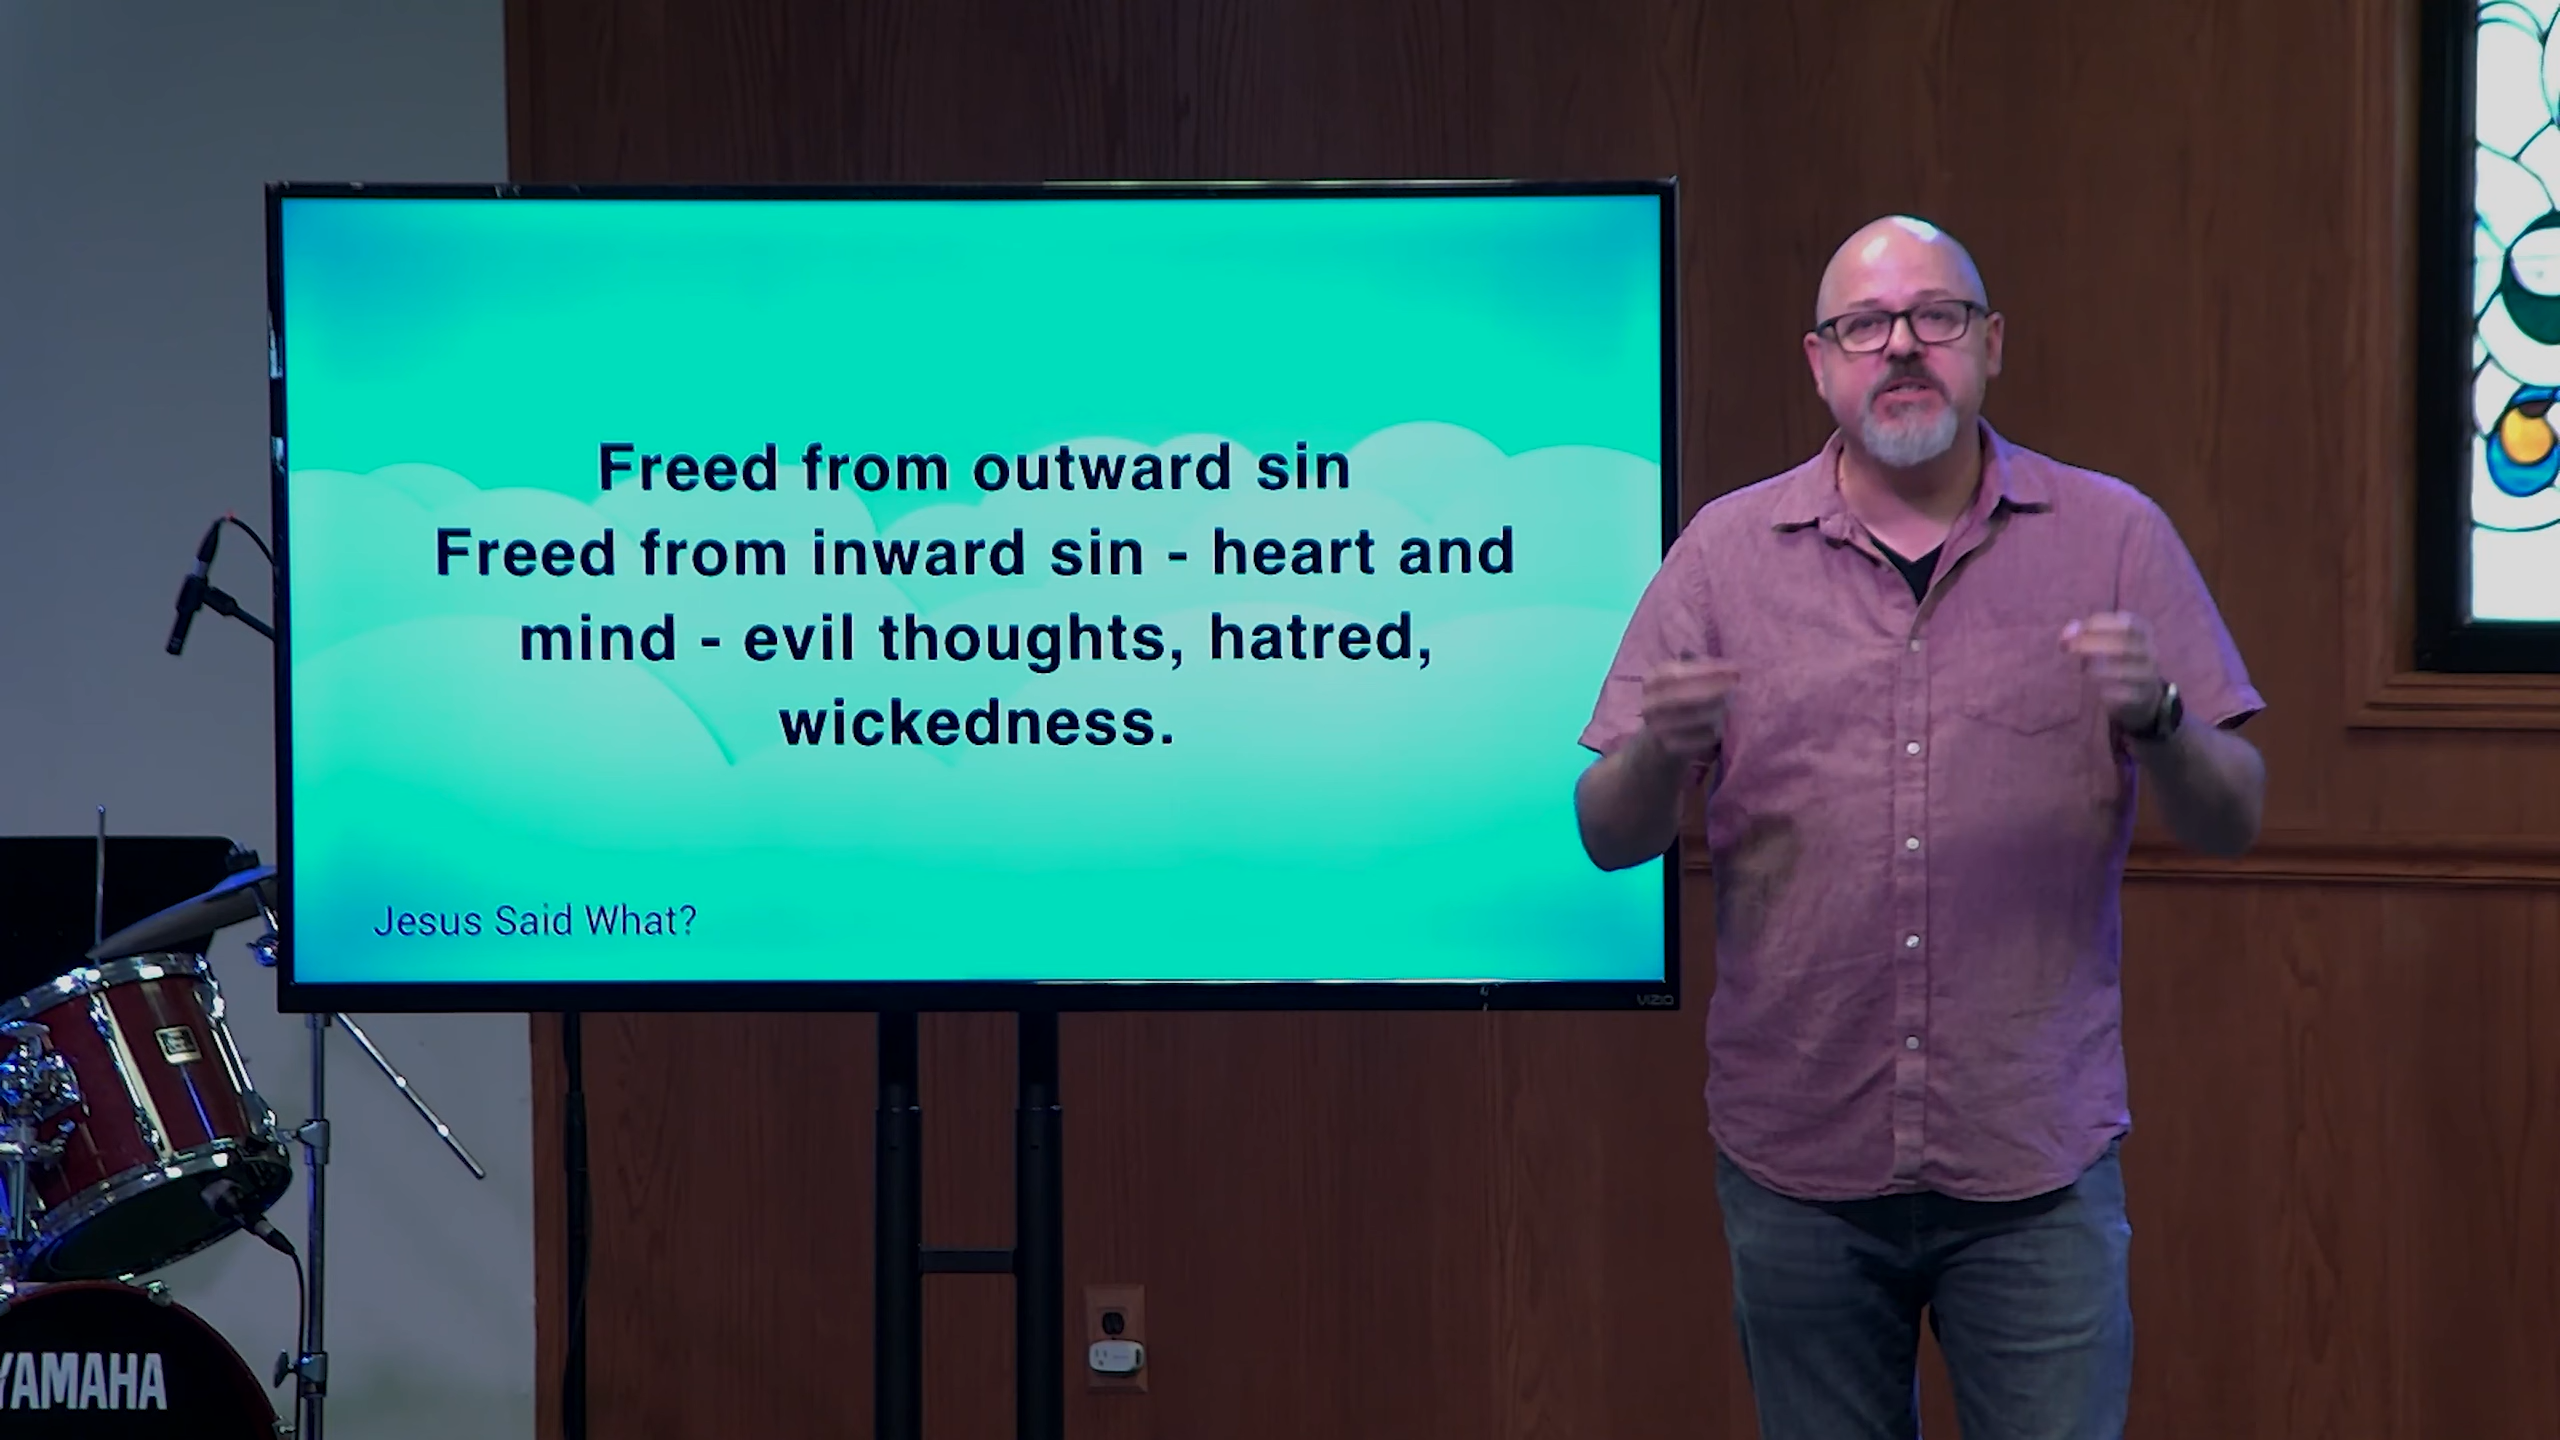 Freed from outward sin
Freed from inward sin - heart and
mind - evil thoughts, hatred,
wickedness.
Jesus Said What?
VIZIO
YAMAHA